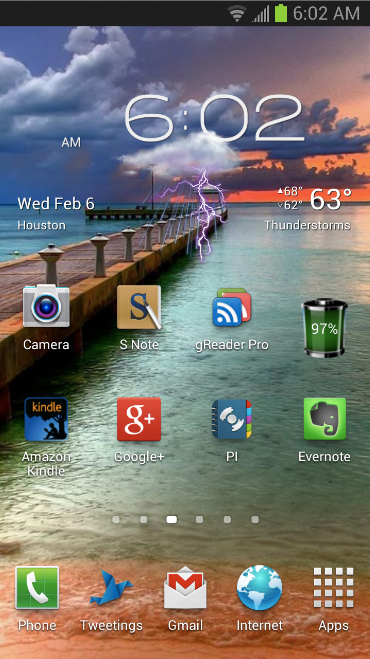 6:02 AM
6:02
AM
Wed Feb 6
Houston
68°
62°
63°
Thunderstorms
Camera
S
S Note
gReader Pro
97%
kindle
Amazon
Kindle
g+
Google+
PI
Evernote
Phone
Tweetings
Gmail
Internet
Apps